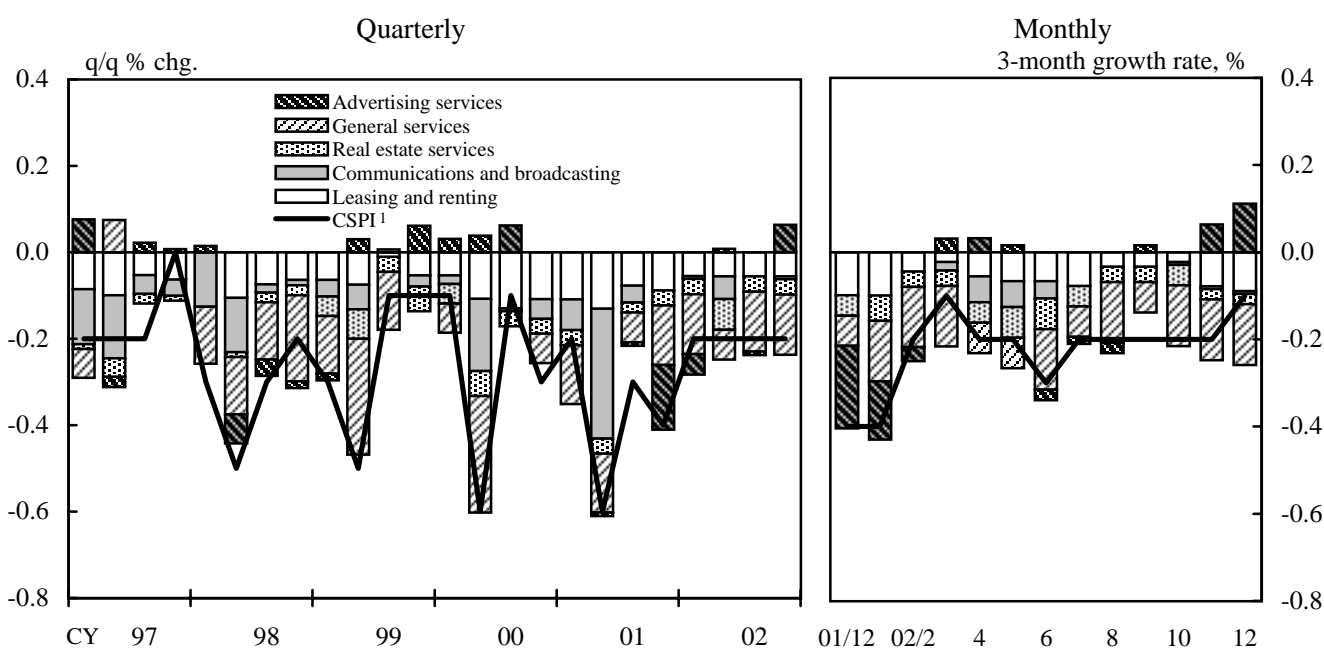 Quarterly
Monthly
q/q % chg.
3-month growth rate, %
0.4
0.2
0.0
-0.2
-0.4
-0.6
-0.8
Advertising services
General services
Real estate services
Communications and broadcasting
Leasing and renting
CSPI 1
0.4
0.2
0.0
-0.2
-0.4
-0.6
-0.8
CY 97 98 99 00 01 02
01/12 02/2 4 6 8 10 12